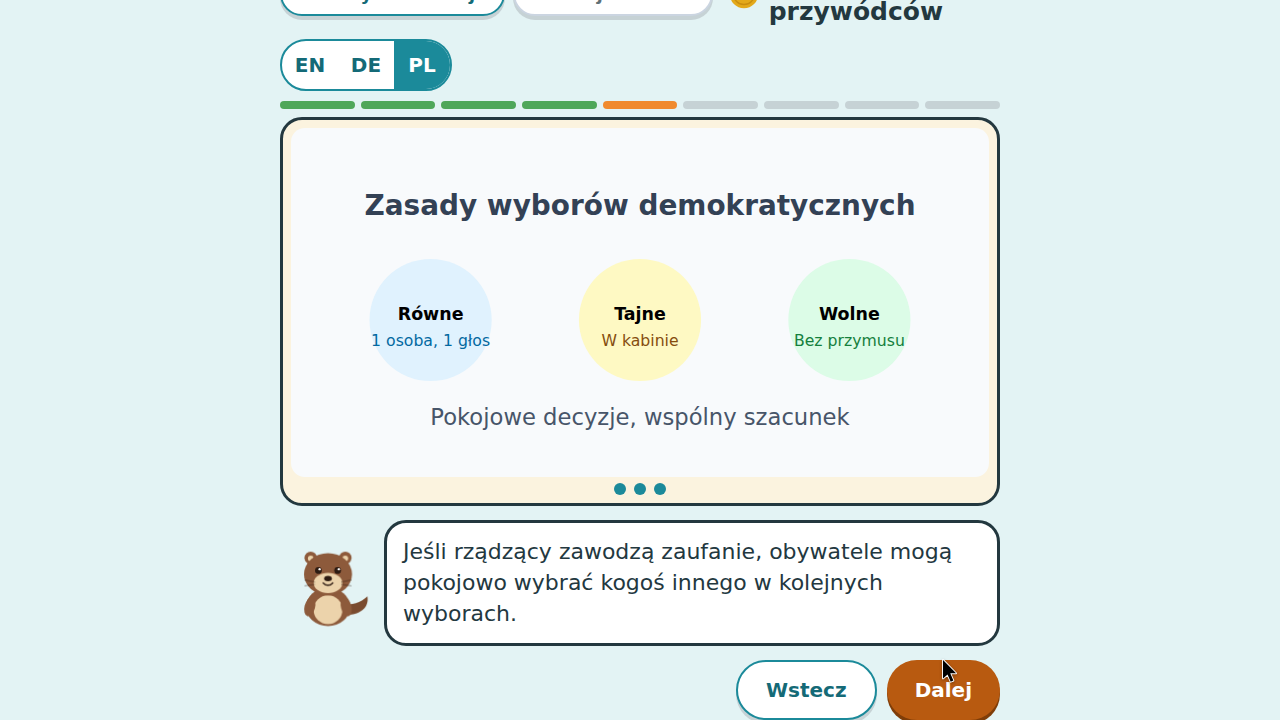 przywódców
EN DE PL
Zasady wyborów demokratycznych
Równe
1 osoba, 1 głos
Tajne
W kabinie
Wolne
Bez przymusu
Pokojowe decyzje, wspólny szacunek
Jeśli rządzący zawodzą zaufanie, obywatele mogą
pokojowo wybrać kogoś innego w kolejnych
wyborach.
Wstecz
Dalej